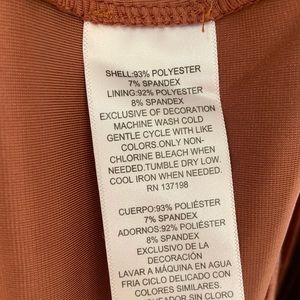 SHELL:93% POLYESTER
7% SPANDEX
LINING:92% POLYESTER
8% SPANDEX
EXCLUSIVE OF DECORATION
MACHINE WASH COLD
GENTLE CYCLE WITH LIKE
COLORS.ONLY NON-
CHLORINE BLEACH WHEN
NEEDED.TUMBLE DRY LOW.
COOL IRON WHEN NEEDED.
RN 137198
CUERPO:93% POLIÉSTER
7% SPANDEX
ADORNOS:92% POLIÉSTER
8% SPANDEX
EXCLUSIVO DE LA
DECORACIÓN
LAVAR A MÁQUINA EN AGUA
FRIA CICLO DELICADO CON
COLORES SIMILARES.
SIN CLORO